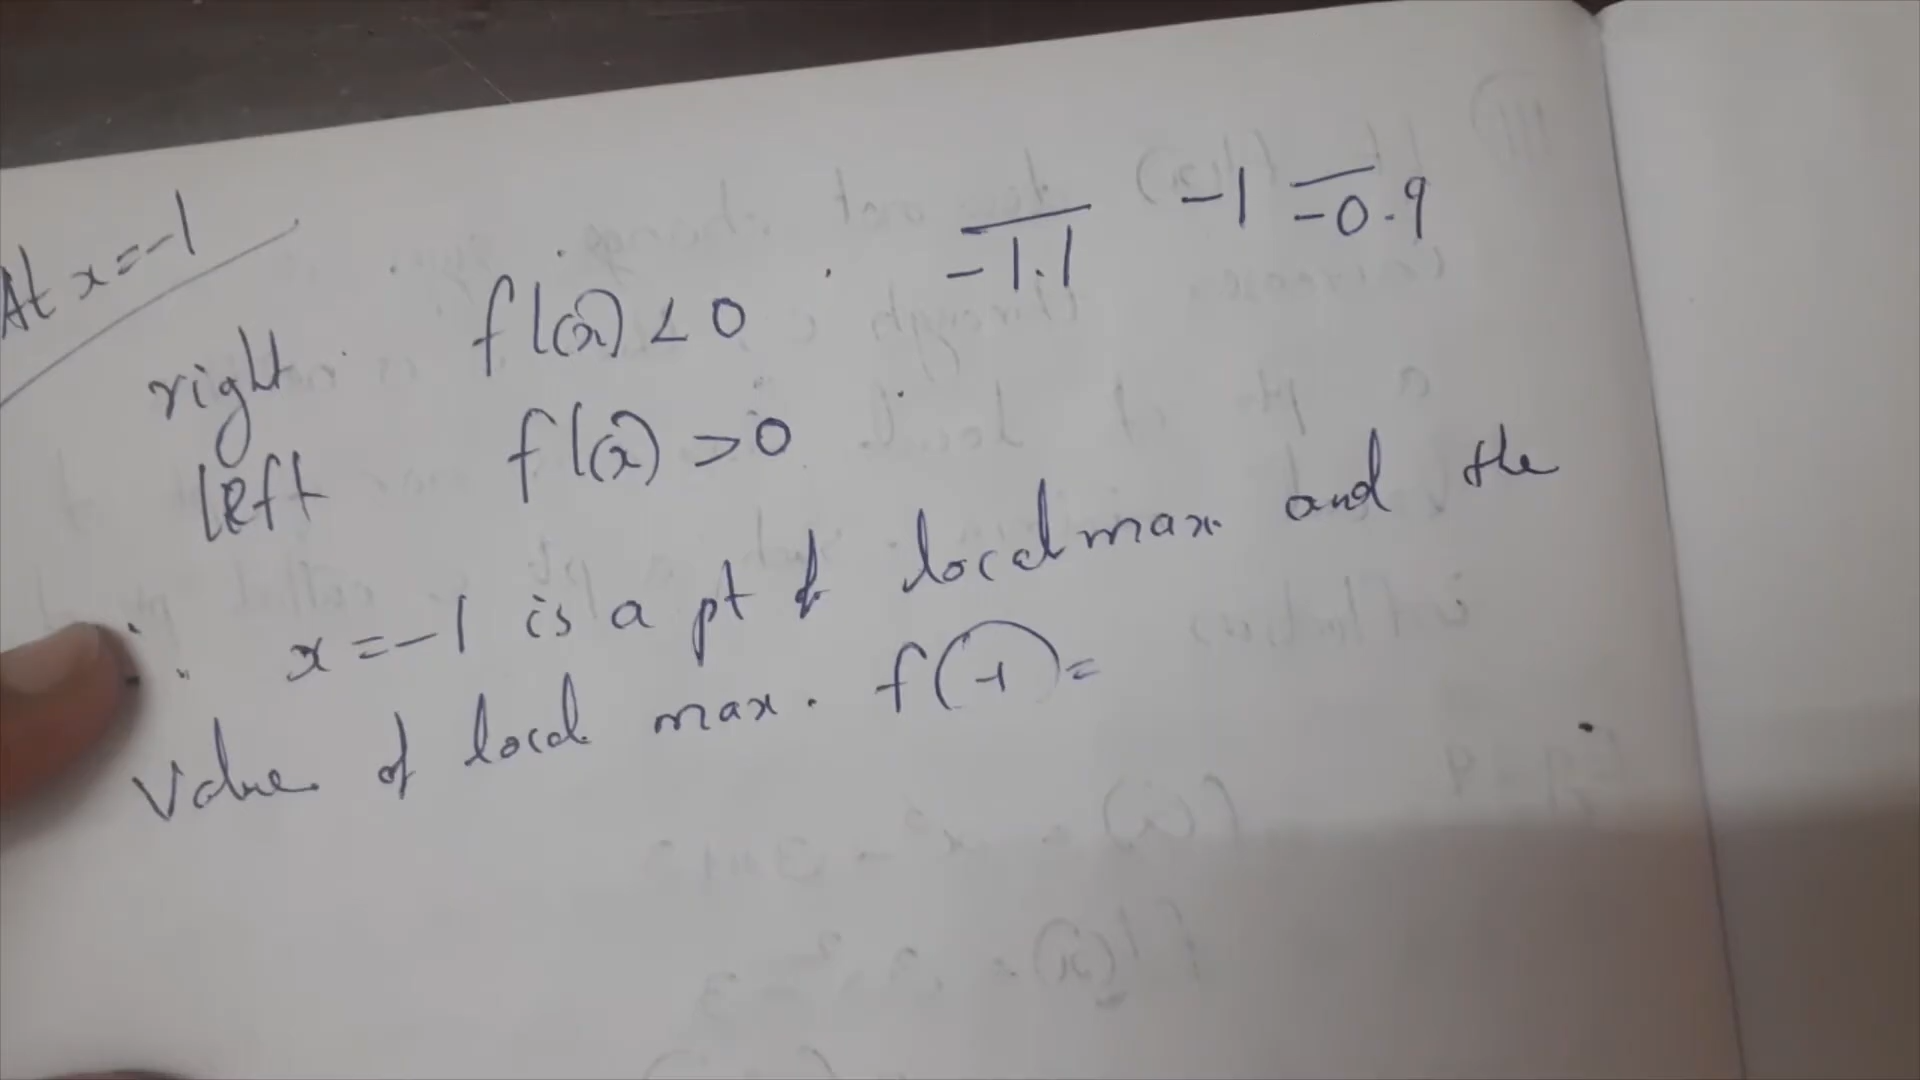 At x=-1
-1.1 -1 -0.9
right f'(x) < 0
left f'(x) > 0
∴ x=-1 is a pt of local max and the
value of local max. f(-1)=